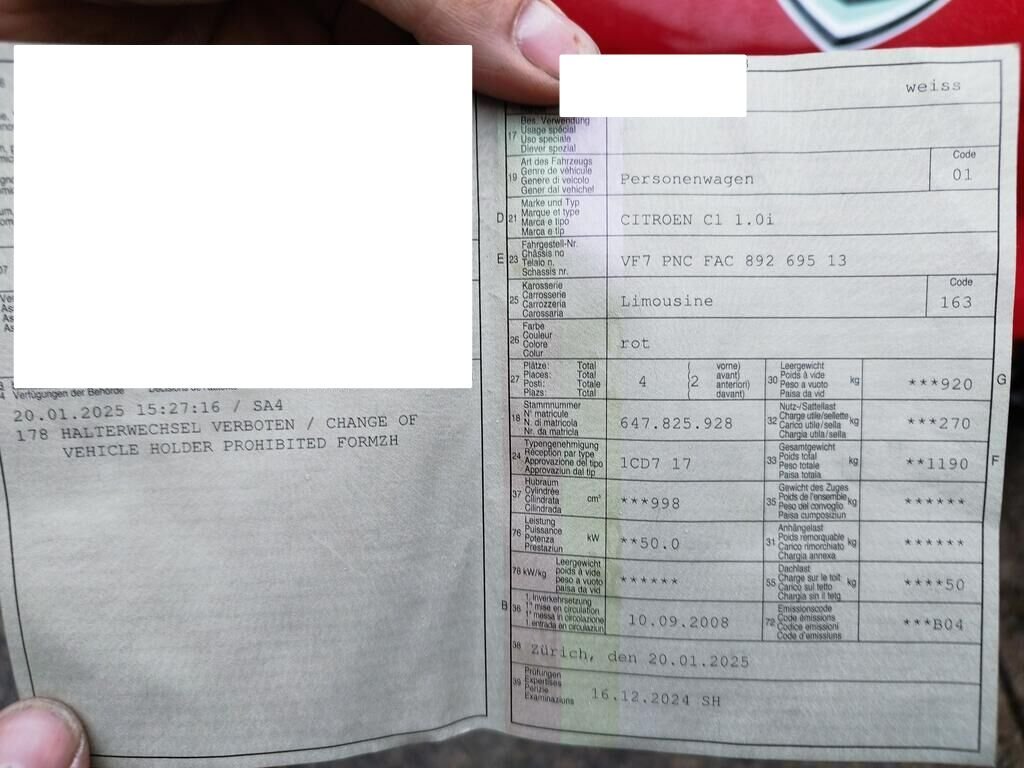 Verfügungen der Behörde
20.01.2025 15:27:16 / SA4
178 HALTERWECHSEL VERBOTEN / CHANGE OF
VEHICLE HOLDER PROHIBITED FORMZH
weiss
17 Bes. Verwendung
Usage spécial
Uso speciale
Diever spezial
19 Art des Fahrzeugs
Genre de véhicule
Genere di veicolo
Gener dal vehichel
Personenwagen
Code
01
D 21 Marke und Typ
Marque et type
Marca e tipo
Marca e tip
CITROEN C1 1.0i
E 23 Fahrgestell-Nr.
Châssis no
Telaio n.
Schassis nr.
VF7 PNC FAC 892 695 13
25 Karosserie
Carrosserie
Carrozzeria
Carossaria
Limousine
Code
163
26 Farbe
Couleur
Colore
Colur
rot
27 Plätze: Total
Places: Total
Posti: Totale
Plazs: Total
4 (2 vorne)
avant)
anteriori)
davant)
30 Leergewicht
Poids à vide
Peso a vuoto
Paisa da vid
kg
***920
G
18 Stammnummer
N° matricule
N. di matricola
Nr. da matricla
647.825.928
32 Nutz-/Sattellast
Charge utile/sellette
Carico utile/sella
Chargia utila/sella
kg
***270
24 Typengenehmigung
Réception par type
Approvazione del tipo
Approvaziun dal tip
1CD7 17
33 Gesamtgewicht
Poids total
Peso totale
Paisa totala
kg
**1190
F
37 Hubraum
Cylindrée
Cilindrata
Cilindrada
cm³
***998
35 Gewicht des Zuges
Poids de l'ensemble
Peso del convoglio
Paisa cumposiziun
kg
******
76 Leistung
Puissance
Potenza
Prestaziun
kW
**50.0
31 Anhängelast
Poids remorquable
Carico rimorchiato
Chargia annexa
kg
******
78 kW/kg Leergewicht
poids à vide
peso a vuoto
paisa da vid
******
55 Dachlast
Charge sur le toit
Carico sul tetto
Chargia sin il tetg
kg
****50
B 36 1. Inverkehrsetzung
1re mise en circulation
1a messa in circolazione
1. entrada en circulaziun
10.09.2008
72 Emissionscode
Code émissions
Codice emissioni
Code d'emissiuns
***B04
38 Zürich, den 20.01.2025
39 Prüfungen
Expertises
Perizie
Examinaziuns
16.12.2024 SH